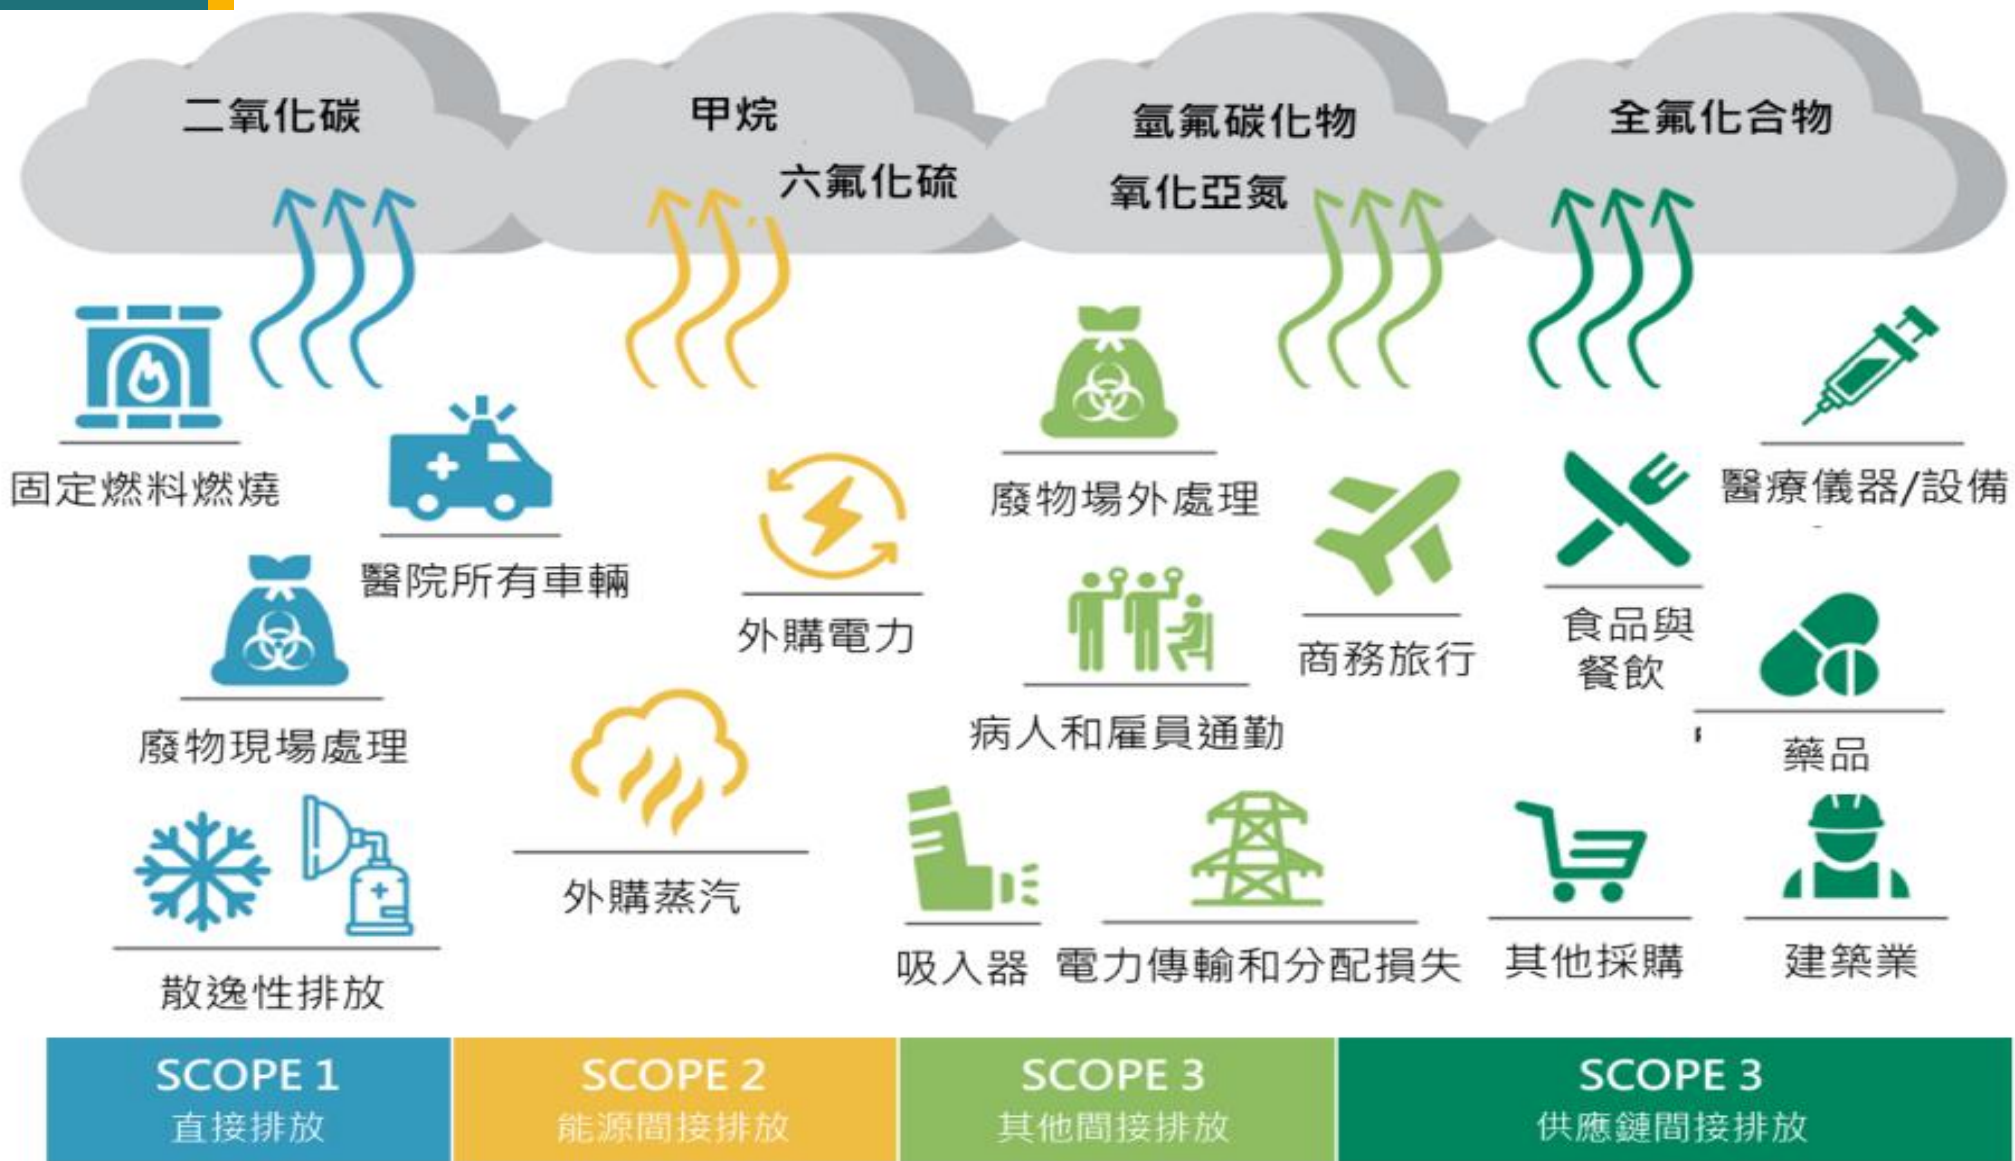 二氧化碳
甲烷
六氟化硫
氫氟碳化物
氧化亞氮
全氟化合物
固定燃料燃燒
醫院所有車輛
廢物現場處理
散逸性排放
外購電力
外購蒸汽
廢物場外處理
商務旅行
病人和雇員通勤
吸入器
電力傳輸和分配損失
醫療儀器/設備
食品與
餐飲
藥品
其他採購
建築業
SCOPE 1
直接排放
SCOPE 2
能源間接排放
SCOPE 3
其他間接排放
SCOPE 3
供應鏈間接排放